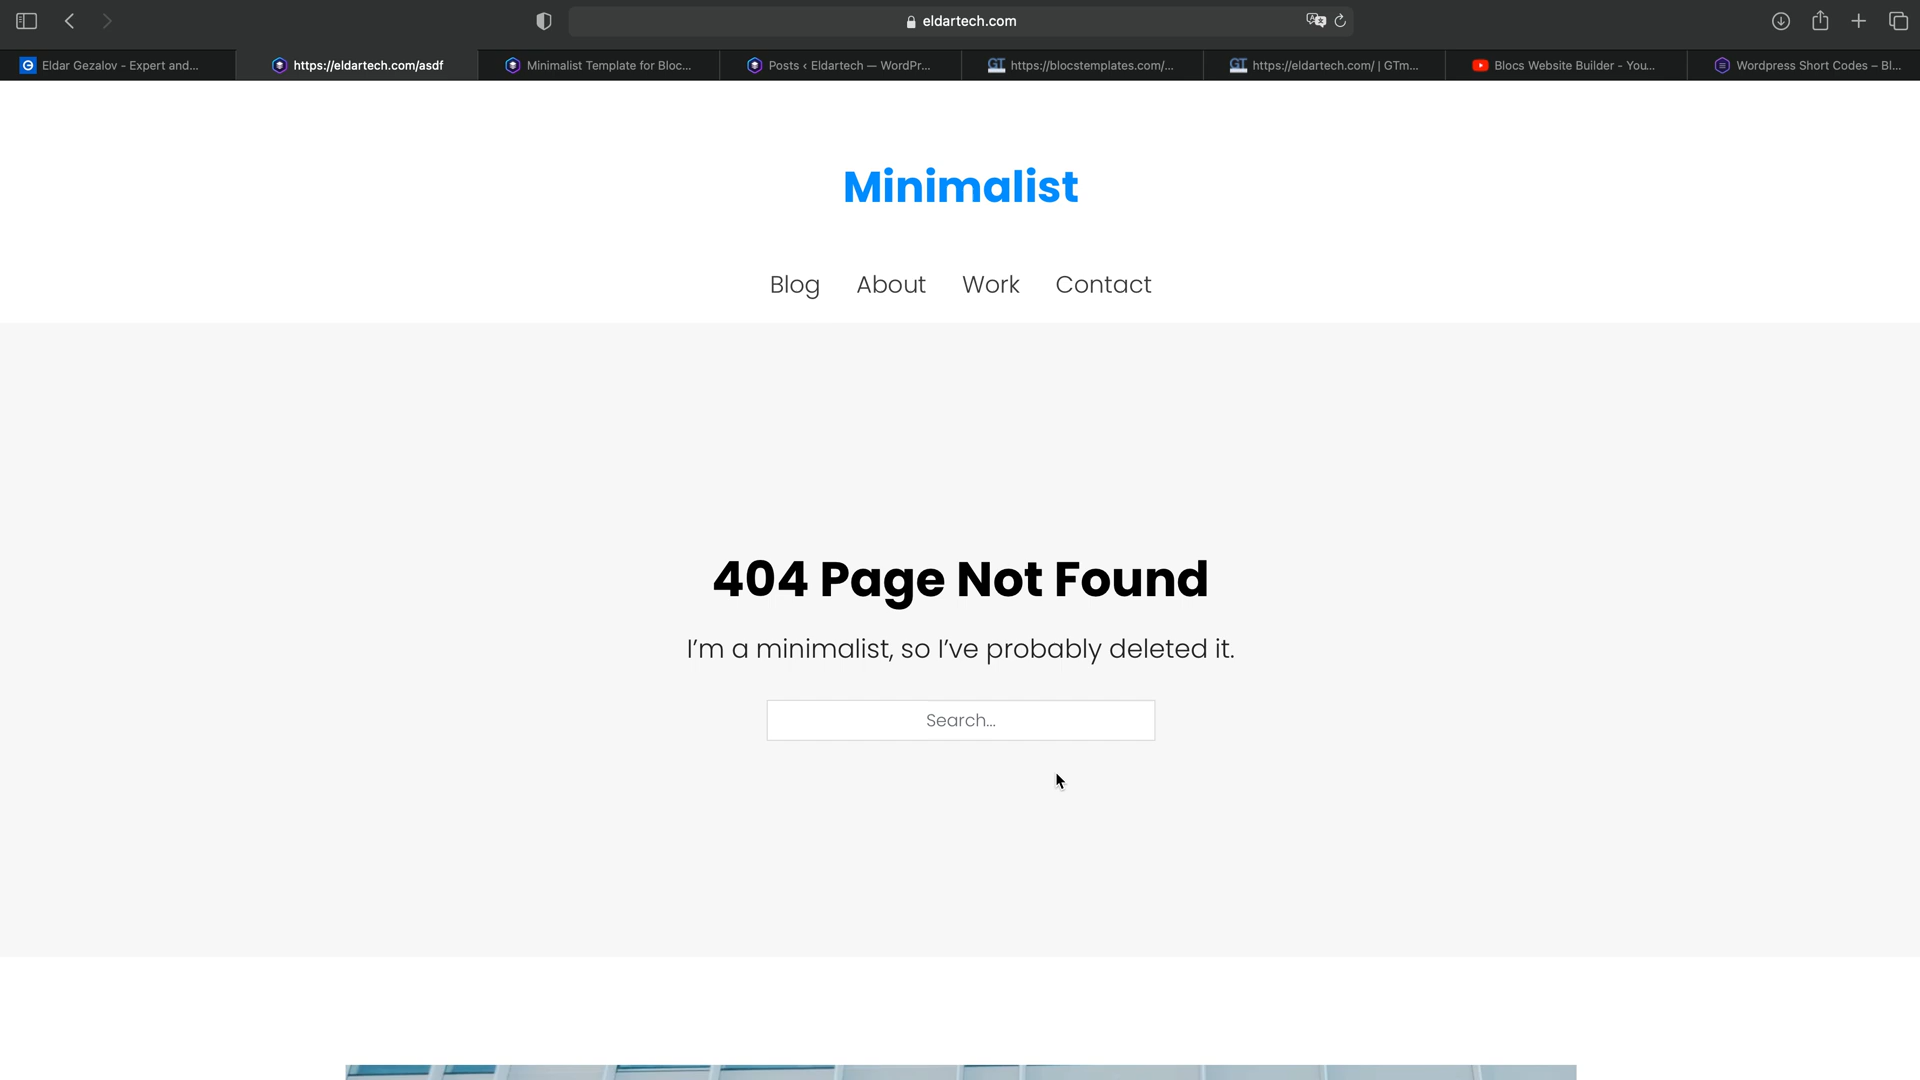 eldartech.com
Eldar Gezalov - Expert and...
https://eldartech.com/asdf
Minimalist Template for Bloc...
Posts ‹ Eldartech — WordPr...
GT https://blocstemplates.com/...
GT https://eldartech.com/ | GTm...
Blocs Website Builder - You...
Wordpress Short Codes – Bl...
Minimalist
Blog About Work Contact
404 Page Not Found
I’m a minimalist, so I’ve probably deleted it.
Search...